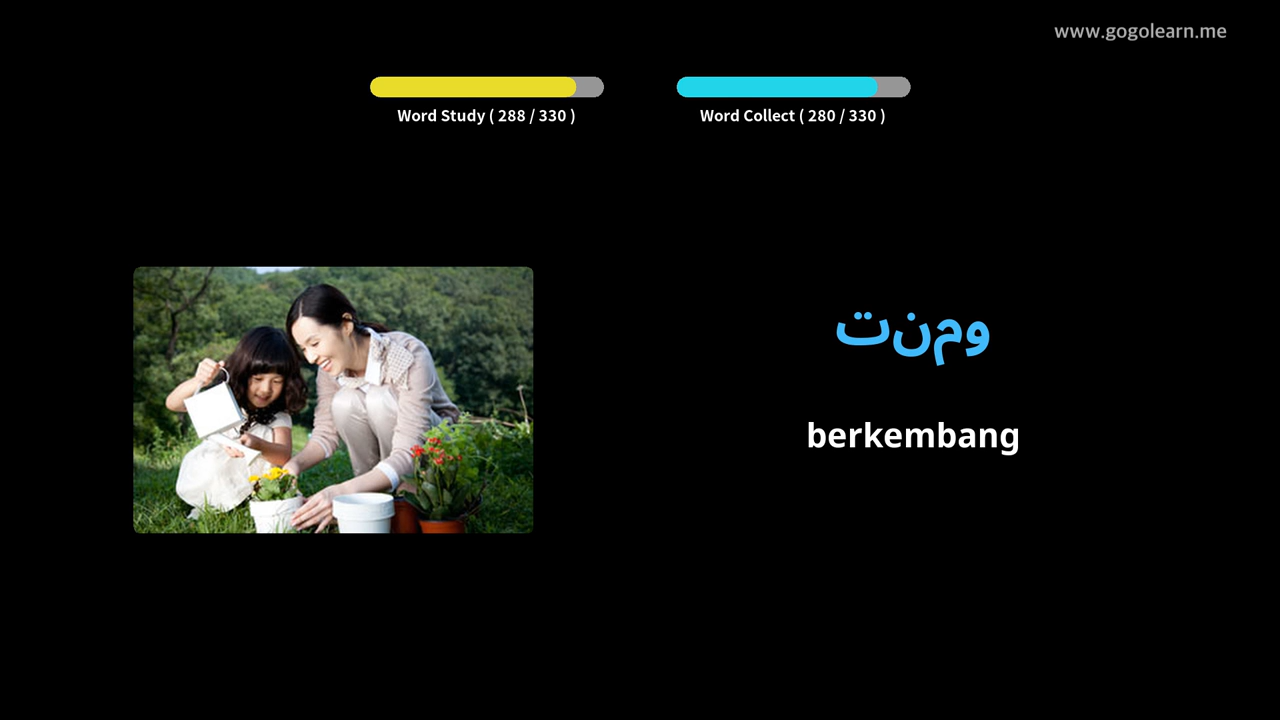 www.gogolearn.me
Word Study ( 288 / 330 )
Word Collect ( 280 / 330 )
تنمو
berkembang